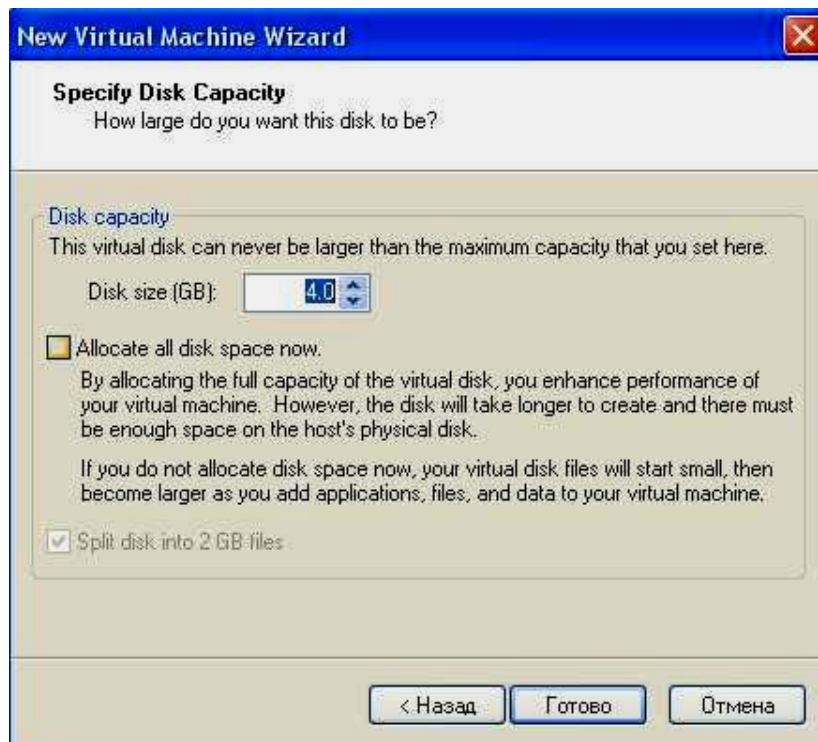 New Virtual Machine Wizard
Specify Disk Capacity
How large do you want this disk to be?
Disk capacity
This virtual disk can never be larger than the maximum capacity that you set here.
Disk size (GB): 4.0
Allocate all disk space now.
By allocating the full capacity of the virtual disk, you enhance performance of
your virtual machine. However, the disk will take longer to create and there must
be enough space on the host's physical disk.
If you do not allocate disk space now, your virtual disk files will start small, then
become larger as you add applications, files, and data to your virtual machine.
Split disk into 2 GB files
< Назад Готово Отмена